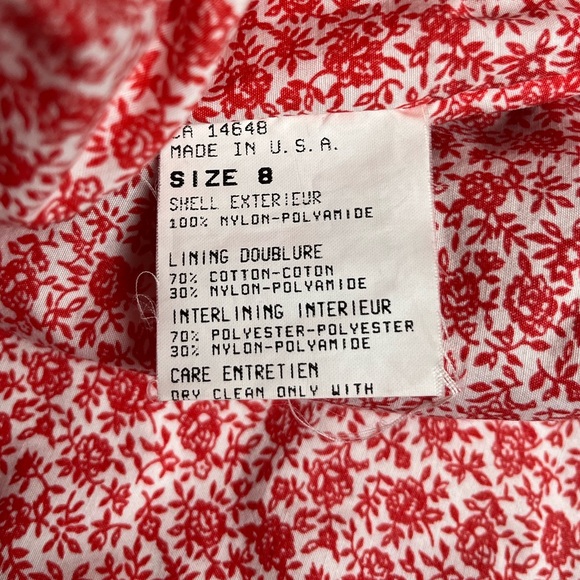 CA 14648
MADE IN U.S.A.
SIZE 8
SHELL EXTERIEUR
100% NYLON-POLYAMIDE
LINING DOUBLURE
70% COTTON-COTON
30% NYLON-POLYAMIDE
INTERLINING INTERIEUR
70% POLYESTER-POLYESTER
30% NYLON-POLYAMIDE
CARE ENTRETIEN
DRY CLEAN ONLY WITH